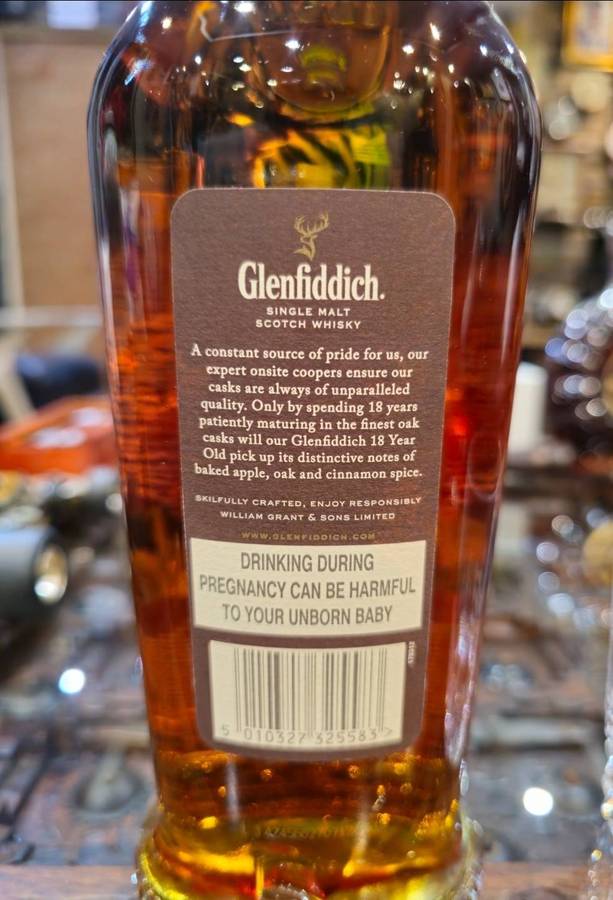 Glenfiddich.
SINGLE MALT
SCOTCH WHISKY
A constant source of pride for us, our
expert onsite coopers ensure our
casks are always of unparalleled
quality. Only by spending 18 years
patiently maturing in the finest oak
casks will our Glenfiddich 18 Year
Old pick up its distinctive notes of
baked apple, oak and cinnamon spice.
SKILFULLY CRAFTED, ENJOY RESPONSIBLY
WILLIAM GRANT & SONS LIMITED
WWW.GLENFIDDICH.COM
DRINKING DURING
PREGNANCY CAN BE HARMFUL
TO YOUR UNBORN BABY
5 010327 325583 >